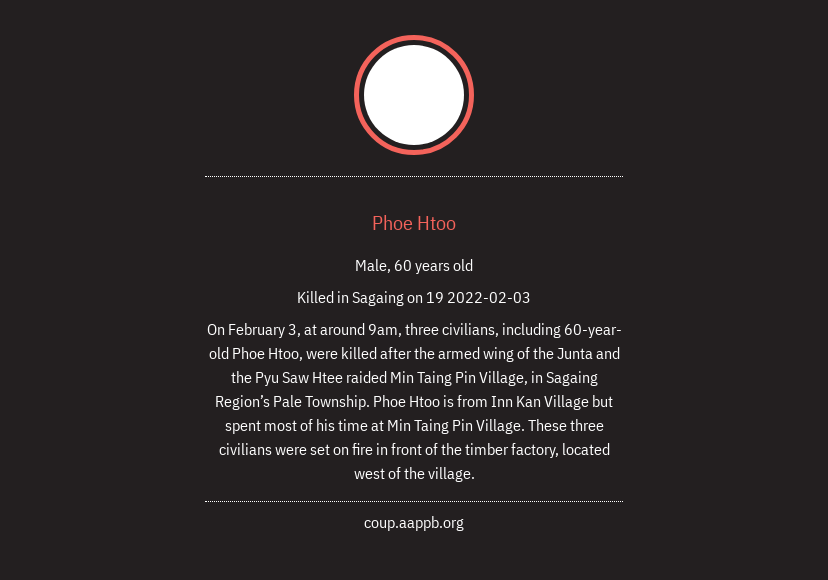 Phoe Htoo
Male, 60 years old
Killed in Sagaing on 19 2022-02-03
On February 3, at around 9am, three civilians, including 60-year-
old Phoe Htoo, were killed after the armed wing of the Junta and
the Pyu Saw Htee raided Min Taing Pin Village, in Sagaing
Region’s Pale Township. Phoe Htoo is from Inn Kan Village but
spent most of his time at Min Taing Pin Village. These three
civilians were set on fire in front of the timber factory, located
west of the village.
coup.aappb.org